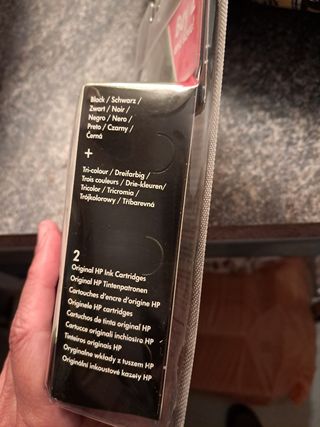 Black / Schwarz /
Zwart / Noir /
Negro / Nero /
Preto / Czarny /
Černá
+
Tri-colour / Dreifarbig /
Trois couleurs / Drie-kleuren/
Tricolor / Tricromia /
Trójkolorowy / Tříbarevná
2
Original HP Ink Cartridges
Original HP Tintenpatronen
Cartouches d'encre d'origine HP
Originele HP cartridges
Cartuchos de tinta original HP
Cartucce originali inchiostro HP
Tinteiros originais HP
Oryginalne wkłady z tuszem HP
Originální inkoustové kazety HP